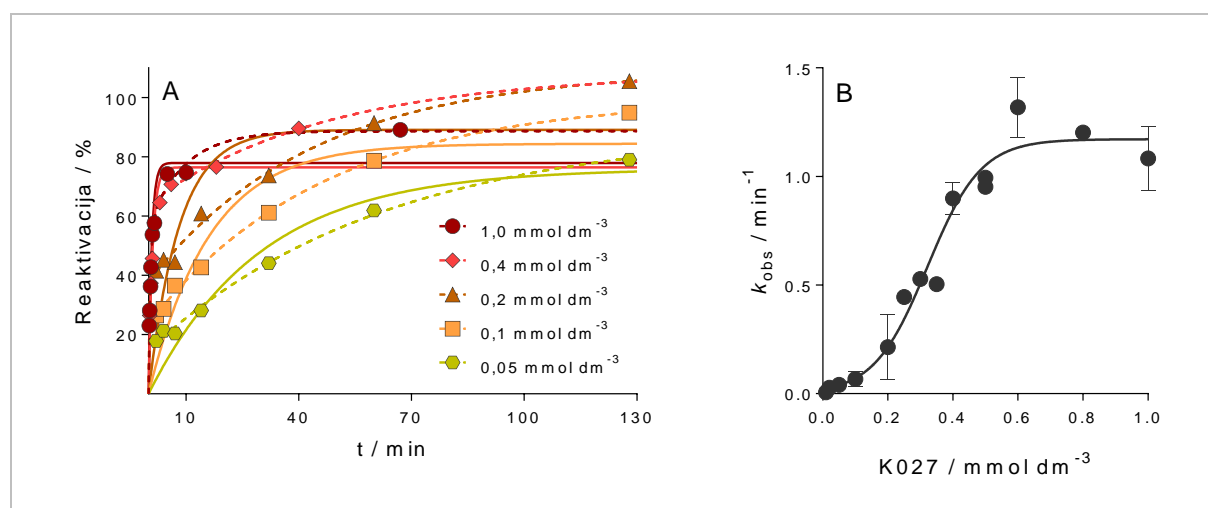 A
Reaktivacija / %
100
80
60
40
20
10
40
70
100
130
t / min
1,0 mmol dm⁻³
0,4 mmol dm⁻³
0,2 mmol dm⁻³
0,1 mmol dm⁻³
0,05 mmol dm⁻³
B
k_obs / min⁻¹
1.5
1.0
0.5
0.0
0.0
0.2
0.4
0.6
0.8
1.0
K027 / mmol dm⁻³